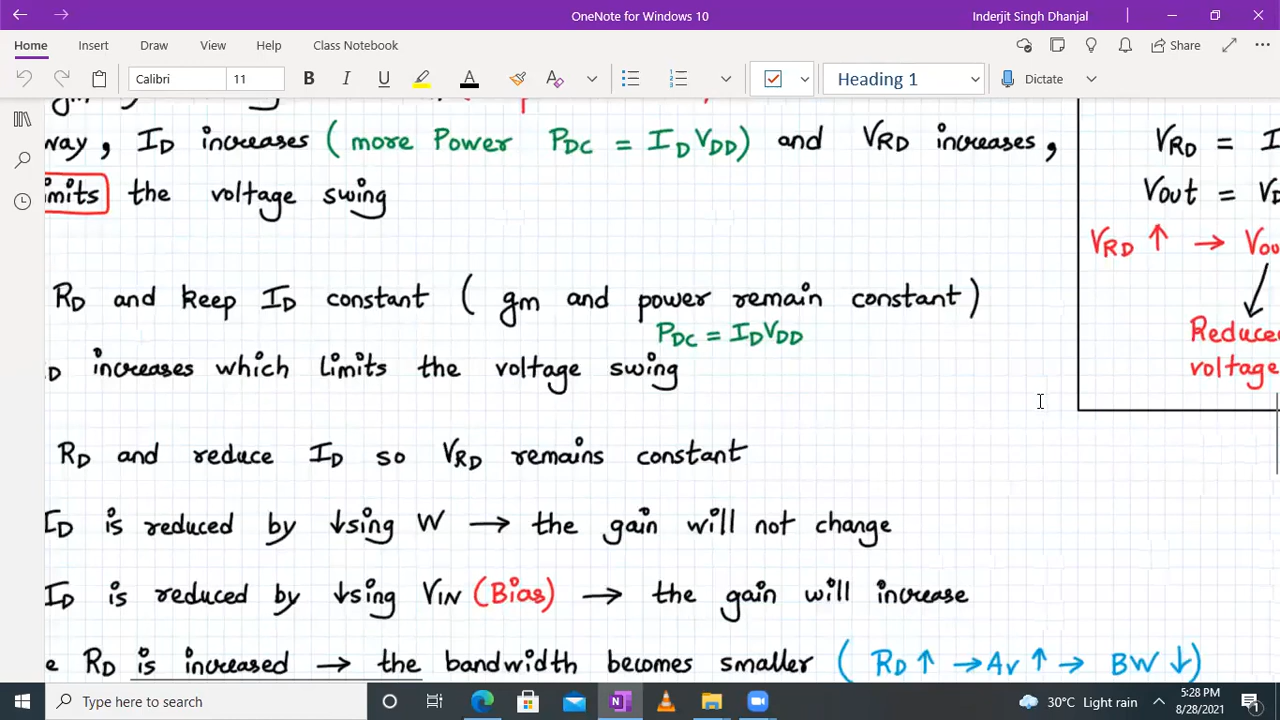 OneNote for Windows 10
Inderjit Singh Dhanjal
Home Insert Draw View Help Class Notebook
Share
Calibri 11 B I U A Heading 1 Dictate
way, ID increases (more Power PDC = IDVDD) and VRD increases,
imits the voltage swing
RD and keep ID constant (gm and power remain constant)
PDC = IDVDD
D increases which limits the voltage swing
RD and reduce ID so VRD remains constant
ID is reduced by ↓sing W → the gain will not change
ID is reduced by ↓sing VIN (Bias) → the gain will increase
e RD is increased → the bandwidth becomes smaller (RD↑ → Av↑ → BW↓)
VRD = I
VOut = VD
VRD ↑ → Vou
Reduced
voltage
Type here to search
30°C Light rain
5:28 PM
8/28/2021
1